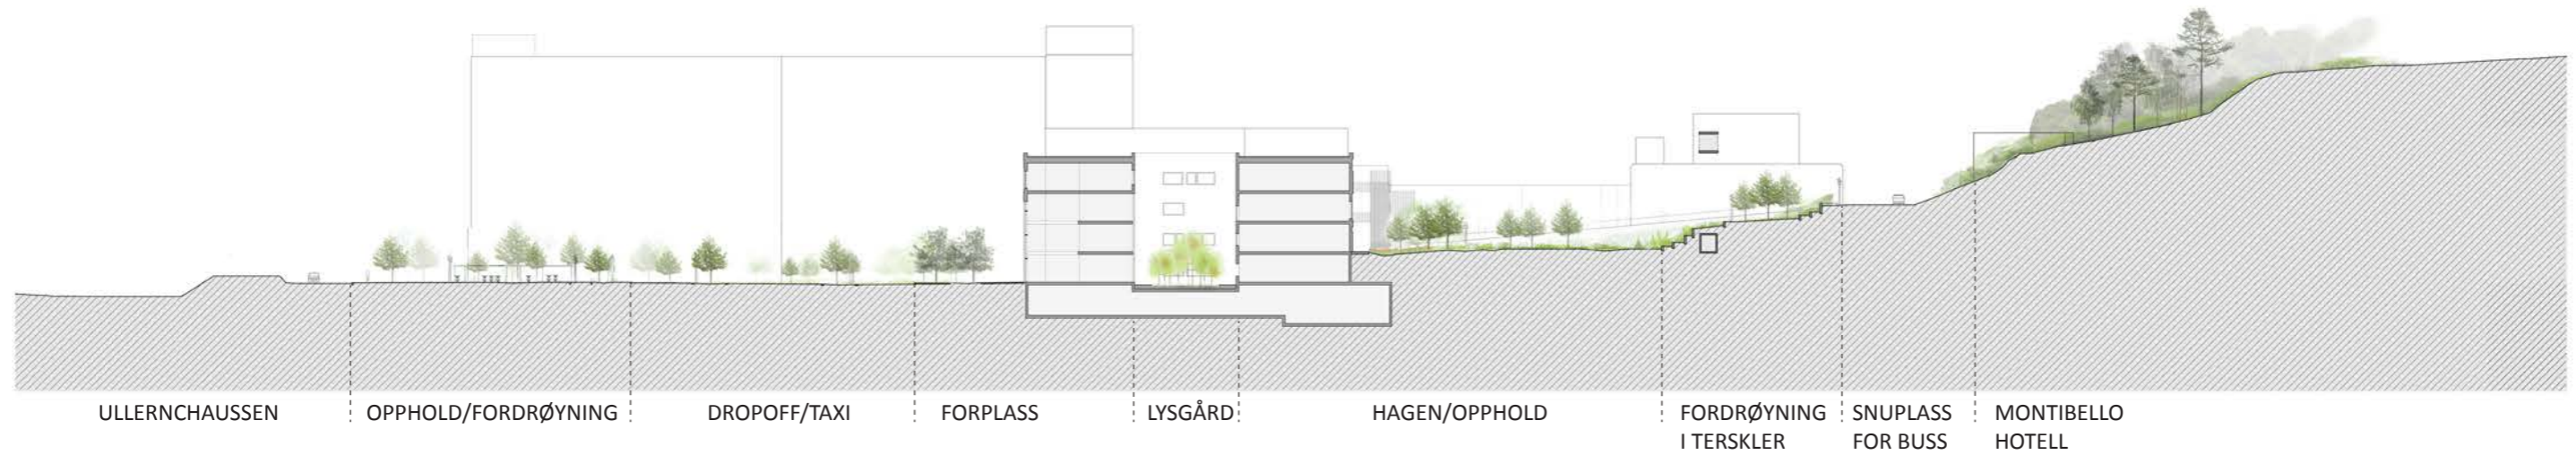 ULLERNCHAUSSEN
OPPHOLD/FORDRØYNING
DROPOFF/TAXI
FORPLASS
LYSGÅRD
HAGEN/OPPHOLD
FORDRØYNING
I TERSKLER
SNUPLASS
FOR BUSS
MONTIBELLO
HOTELL